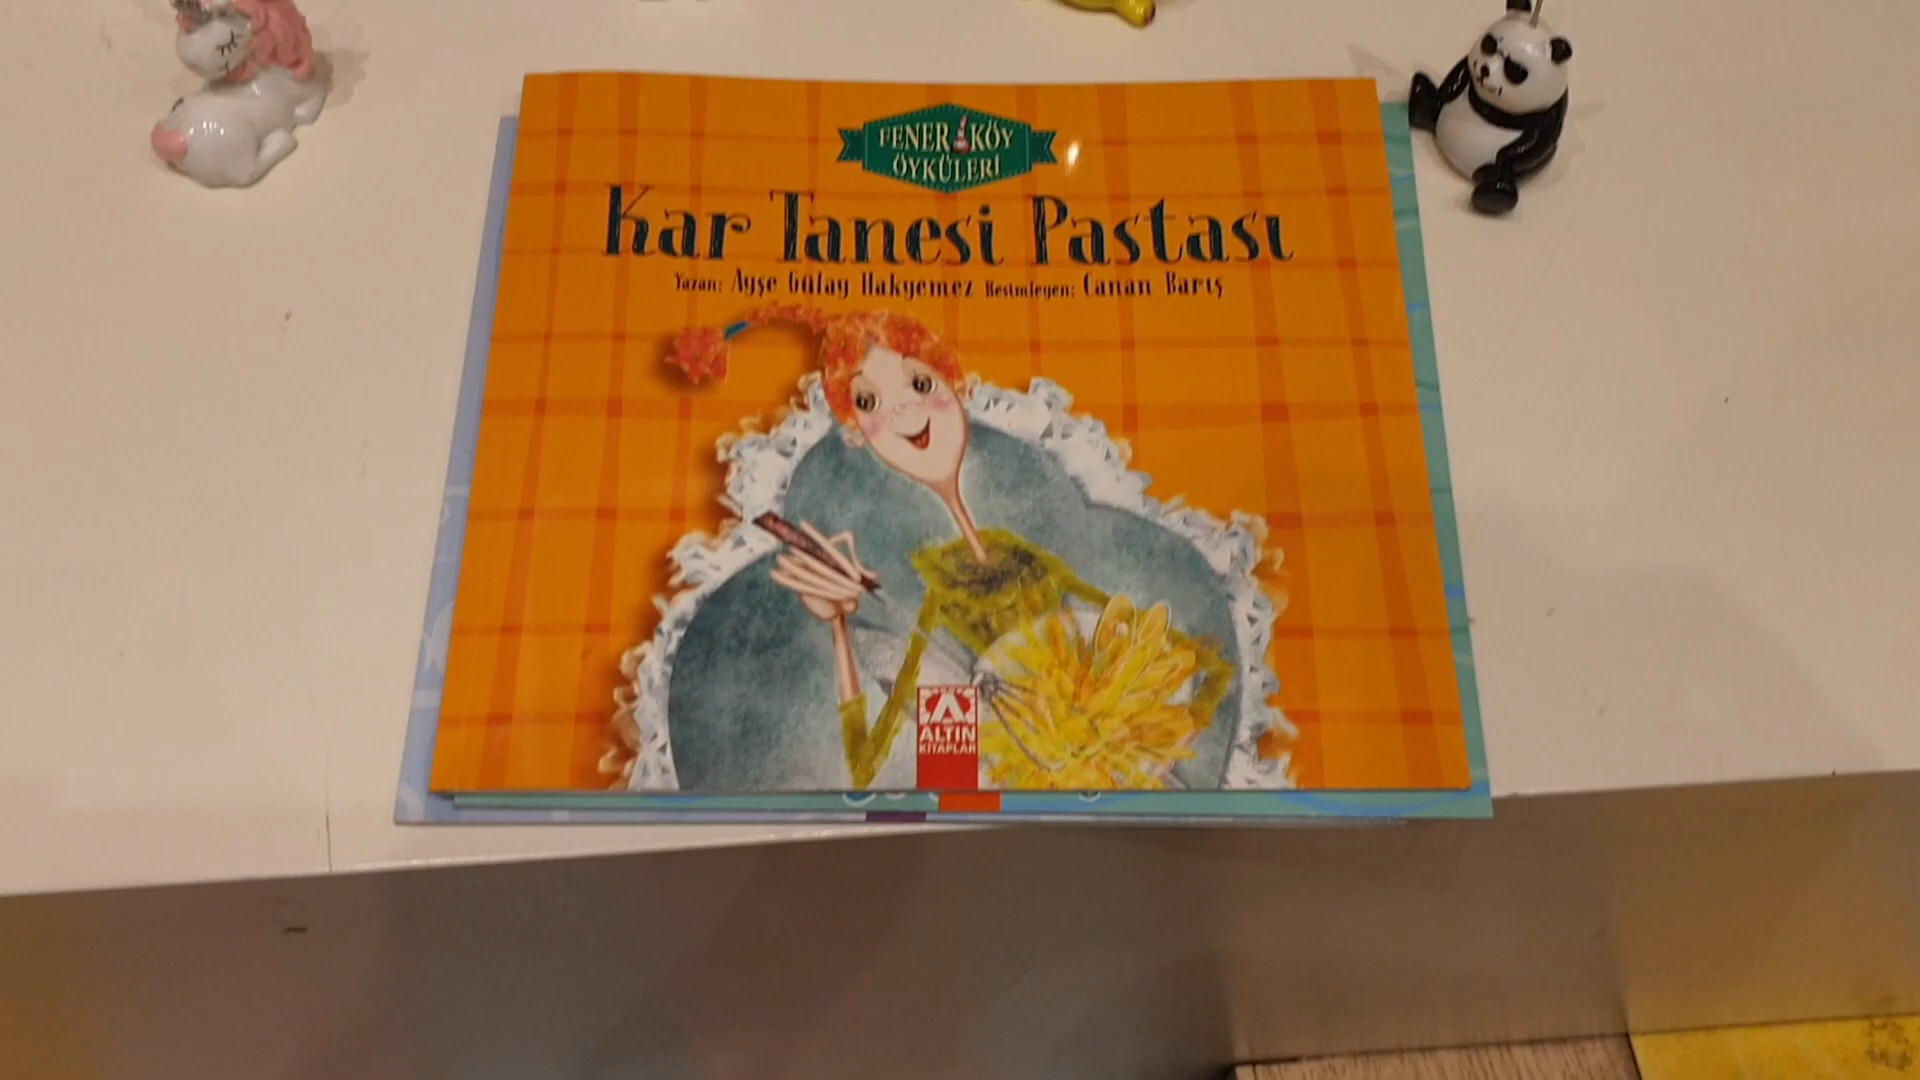 FENER KÖY
ÖYKÜLERİ
Kar Tanesi Pastası
Yazan: Ayşe Gülay Hakyemez Resimleyen: Canan Barış
ALTIN
KİTAPLAR